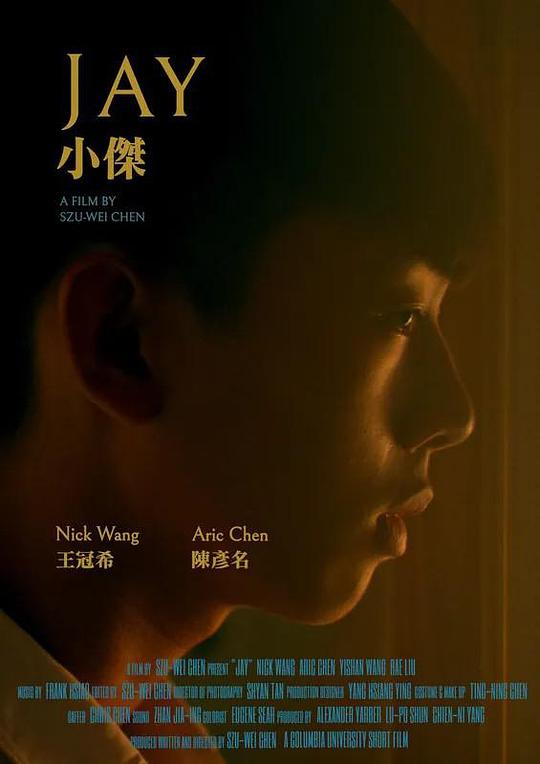 JAY
小傑
A FILM BY
SZU-WEI CHEN
Nick Wang Aric Chen
王冠希 陳彥名
A FILM BY SZU-WEI CHEN PRESENT "JAY" NICK WANG ARIC CHEN YISHAN WANG RAE LIU
MUSIC BY FRANK HSIAO EDITED BY SZU-WEI CHEN DIRECTOR OF PHOTOGRAPHY SHYAN TAN PRODUCTION DESIGNER YANG HSIANG YING COSTUME & MAKE UP TING-NING CHEN
GAFFER CHRIS CHEN SOUND ZHAN JIA-ING COLORIST EUGENE SEAH PRODUCED BY ALEXANDER YARBER LU-PO SHUN CHIEN-NI YANG
PRODUCED WRITTEN AND DIRECTED BY SZU-WEI CHEN A COLUMBIA UNIVERSITY SHORT FILM